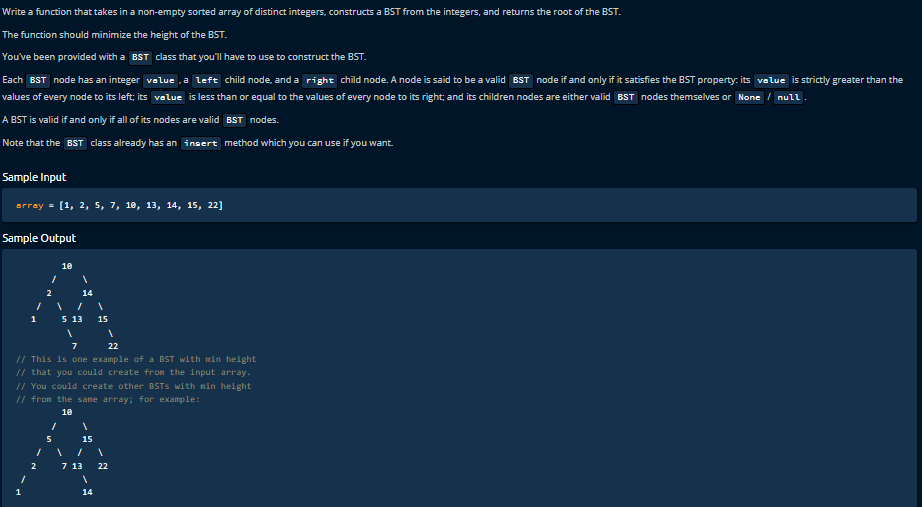 Write a function that takes in a non-empty sorted array of distinct integers, constructs a BST from the integers, and returns the root of the BST.
The function should minimize the height of the BST.
You've been provided with a BST class that you'll have to use to construct the BST.
Each BST node has an integer value, a left child node, and a right child node. A node is said to be a valid BST node if and only if it satisfies the BST property: its value is strictly greater than the
values of every node to its left; its value is less than or equal to the values of every node to its right; and its children nodes are either valid BST nodes themselves or None / null.
A BST is valid if and only if all of its nodes are valid BST nodes.
Note that the BST class already has an insert method which you can use if you want.
Sample Input
array = [1, 2, 5, 7, 10, 13, 14, 15, 22]
Sample Output
10
/ \
2 14
/ \ / \
1 5 13 15
\ \
7 22
// This is one example of a BST with min height
// that you could create from the input array.
// You could create other BSTs with min height
// from the same array; for example:
10
/ \
5 15
/ \ / \
2 7 13 22
/ \
1 14